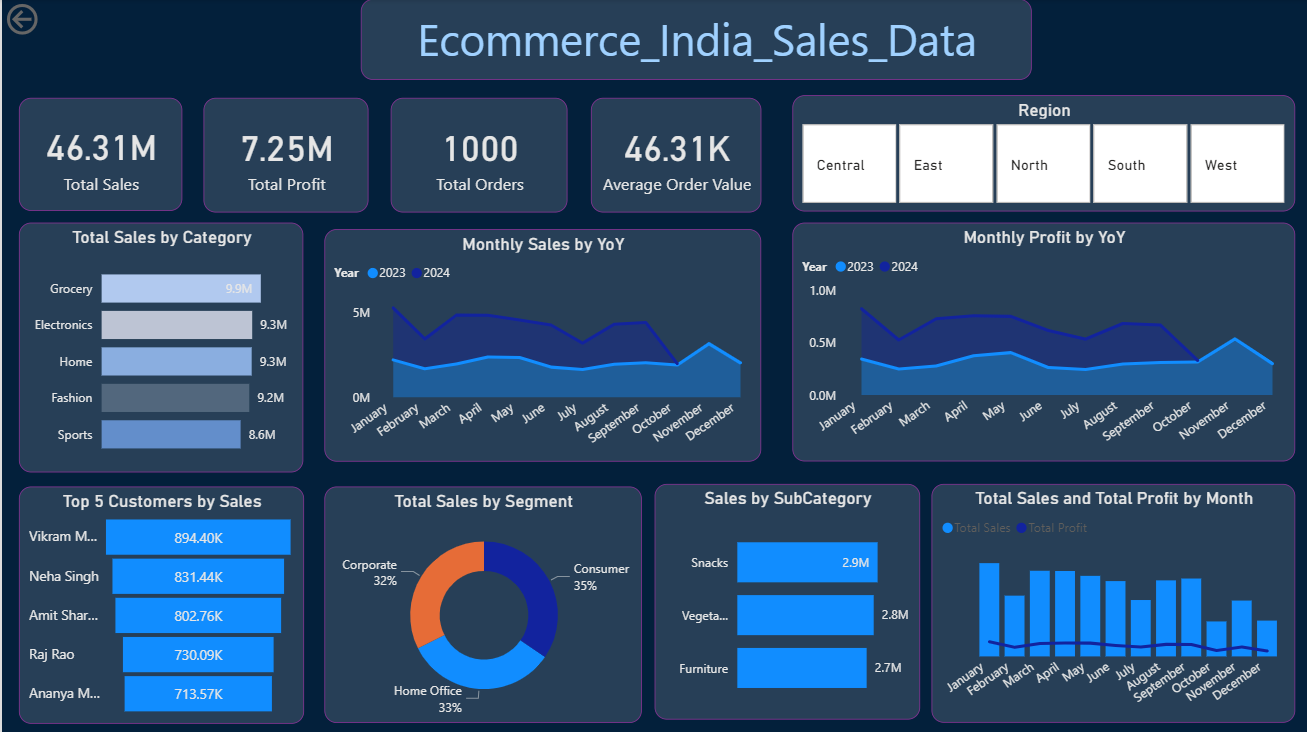 Ecommerce_India_Sales_Data
46.31M
Total Sales
7.25M
Total Profit
1000
Total Orders
46.31K
Average Order Value
Region
Central
East
North
South
West
Total Sales by Category
Grocery
9.9M
Electronics
9.3M
Home
9.3M
Fashion
9.2M
Sports
8.6M
Monthly Sales by YoY
Year 2023 2024
5M
0M
January
February
March
April
May
June
July
August
September
October
November
December
Monthly Profit by YoY
Year 2023 2024
1.0M
0.5M
0.0M
January
February
March
April
May
June
July
August
September
October
November
December
Top 5 Customers by Sales
Vikram M... 894.40K
Neha Singh 831.44K
Amit Shar... 802.76K
Raj Rao 730.09K
Ananya M... 713.57K
Total Sales by Segment
Corporate
32%
Consumer
35%
Home Office
33%
Sales by SubCategory
Snacks 2.9M
Vegeta... 2.8M
Furniture 2.7M
Total Sales and Total Profit by Month
Total Sales Total Profit
January
February
March
April
May
June
July
August
September
October
November
December